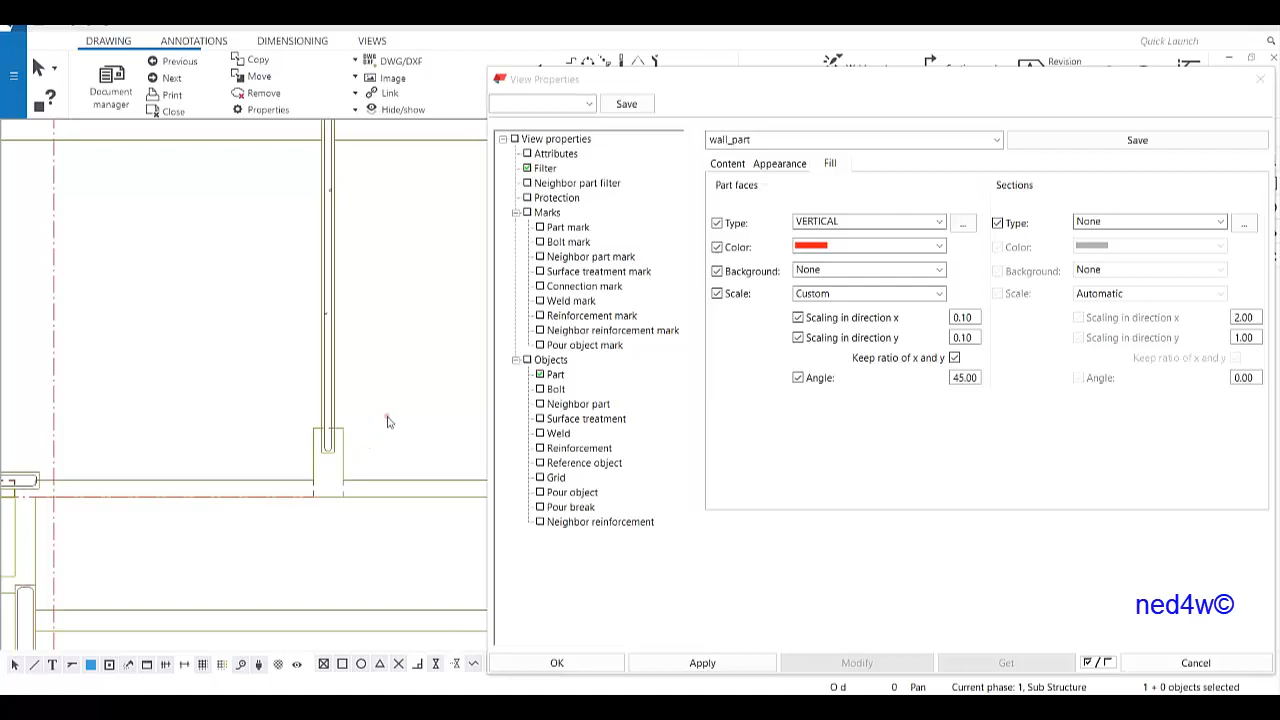 DRAWING ANNOTATIONS DIMENSIONING VIEWS Quick Launch
Document manager
Previous
Next
Print
Close
Copy
Move
Remove
Properties
DWG/DXF
Image
Link
Hide/show
Revision
View Properties
Save
View properties
Attributes
Filter
Neighbor part filter
Protection
Marks
Part mark
Bolt mark
Neighbor part mark
Surface treatment mark
Connection mark
Weld mark
Reinforcement mark
Neighbor reinforcement mark
Pour object mark
Objects
Part
Bolt
Neighbor part
Surface treatment
Weld
Reinforcement
Reference object
Grid
Pour object
Pour break
Neighbor reinforcement
wall_part Save
Content Appearance Fill
Part faces
Type: VERTICAL ...
Color:
Background: None
Scale: Custom
Scaling in direction x 0.10
Scaling in direction y 0.10
Keep ratio of x and y
Angle: 45.00
Sections
Type: None ...
Color:
Background: None
Scale: Automatic
Scaling in direction x 2.00
Scaling in direction y 1.00
Keep ratio of x and y
Angle: 0.00
ned4w©
OK Apply Modify Get Cancel
O d 0 Pan Current phase: 1, Sub Structure 1 + 0 objects selected